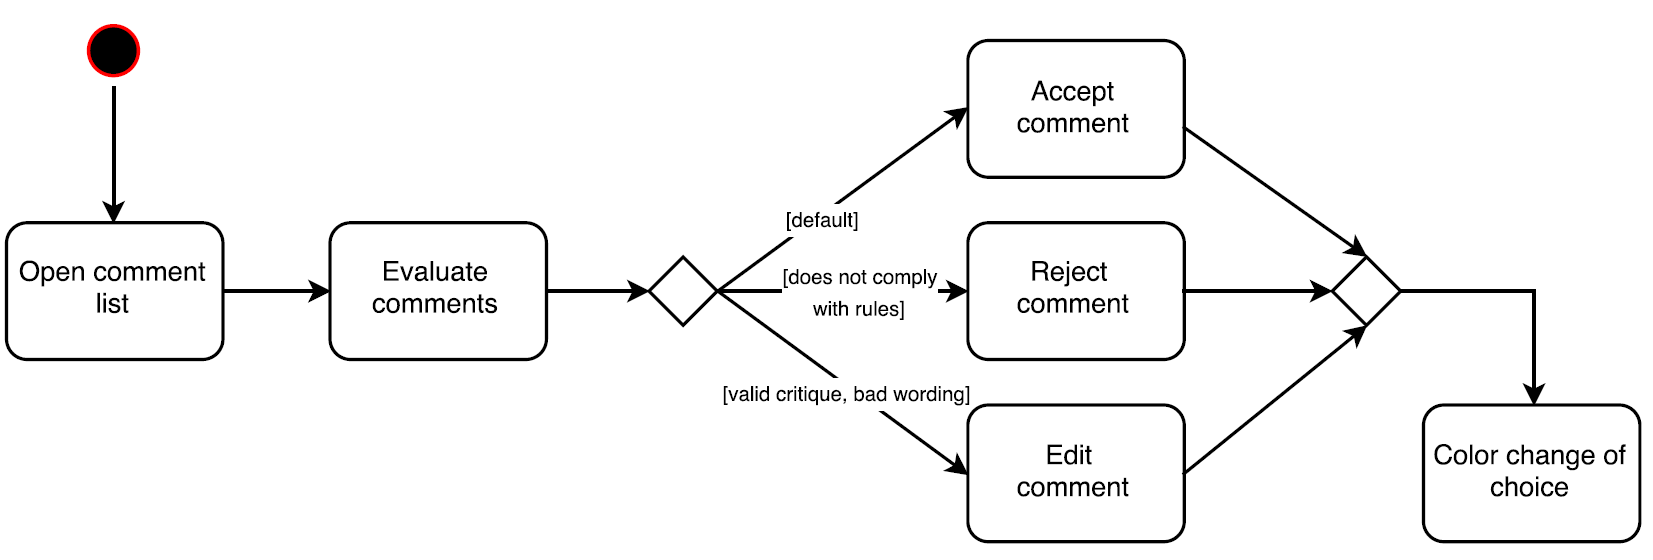 Open comment
list
Evaluate
comments
[default]
[does not comply
with rules]
[valid critique, bad wording]
Accept
comment
Reject
comment
Edit
comment
Color change of
choice